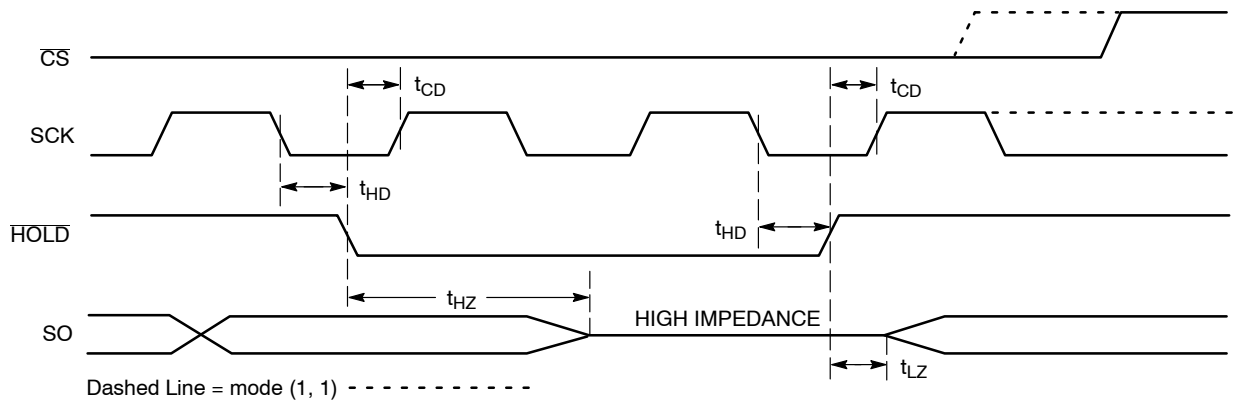 CS
tCD
tCD
SCK
tHD
HOLD
tHD
tHZ
HIGH IMPEDANCE
SO
tLZ
Dashed Line = mode (1, 1)